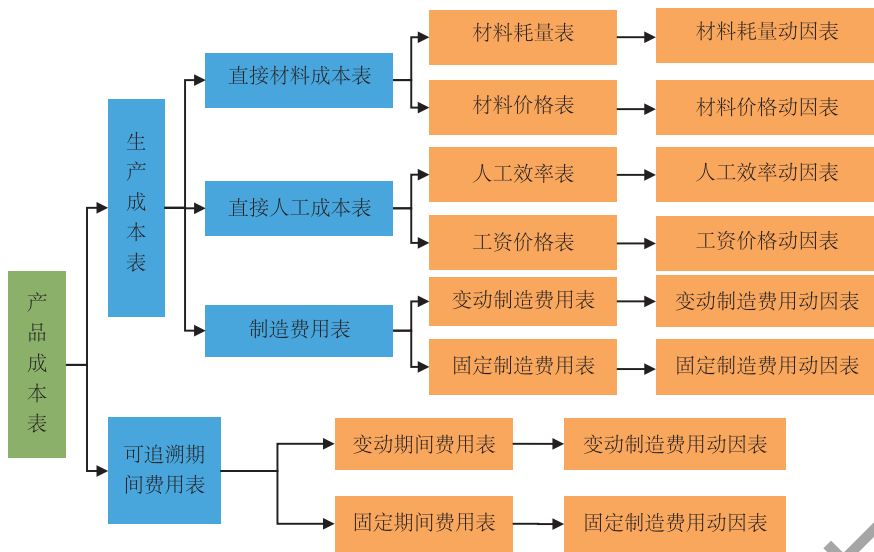 材料耗量表
材料耗量动因表
直接材料成本表
材料价格表
材料价格动因表
生
产
成
本
表
人工效率表
人工效率动因表
直接人工成本表
工资价格表
工资价格动因表
产
品
成
本
表
变动制造费用表
变动制造费用动因表
制造费用表
固定制造费用表
固定制造费用动因表
可追溯期
间费用表
变动期间费用表
变动制造费用动因表
固定期间费用表
固定制造费用动因表